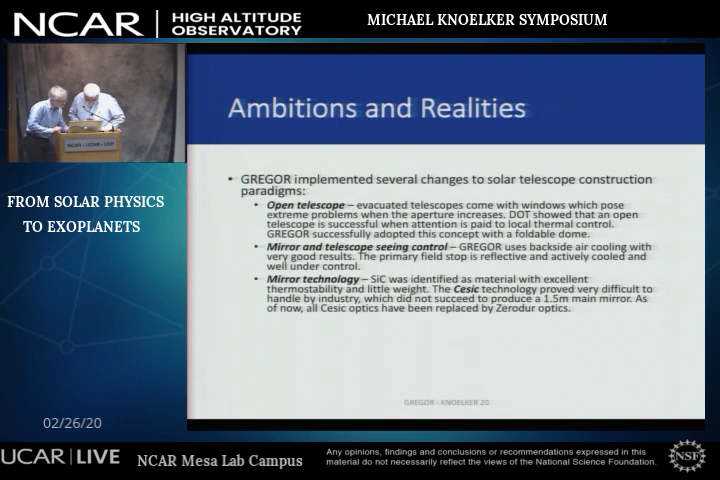 NCAR
HIGH ALTITUDE
OBSERVATORY
MICHAEL KNOELKER SYMPOSIUM
NCAR - UCAR - UCP
FROM SOLAR PHYSICS
TO EXOPLANETS
Ambitions and Realities
• GREGOR implemented several changes to solar telescope construction
paradigms:
• Open telescope – evacuated telescopes come with windows which pose
extreme problems when the aperture increases. DOT showed that an open
telescope is successful when attention is paid to local thermal control.
GREGOR successfully adopted this concept with a foldable dome.
• Mirror and telescope seeing control – GREGOR uses backside air cooling with
very good results. The primary field stop is reflective and actively cooled and
well under control.
• Mirror technology – SiC was identified as material with excellent
thermostability and little weight. The Cesic technology proved very difficult to
handle by industry, which did not succeed to produce a 1.5m main mirror. As
of now, all Cesic optics have been replaced by Zerodur optics.
GREGOR - KNOELKER 20
02/26/20
UCAR | LIVE
NCAR Mesa Lab Campus
Any opinions, findings and conclusions or recommendations expressed in this
material do not necessarily reflect the views of the National Science Foundation.
NSF